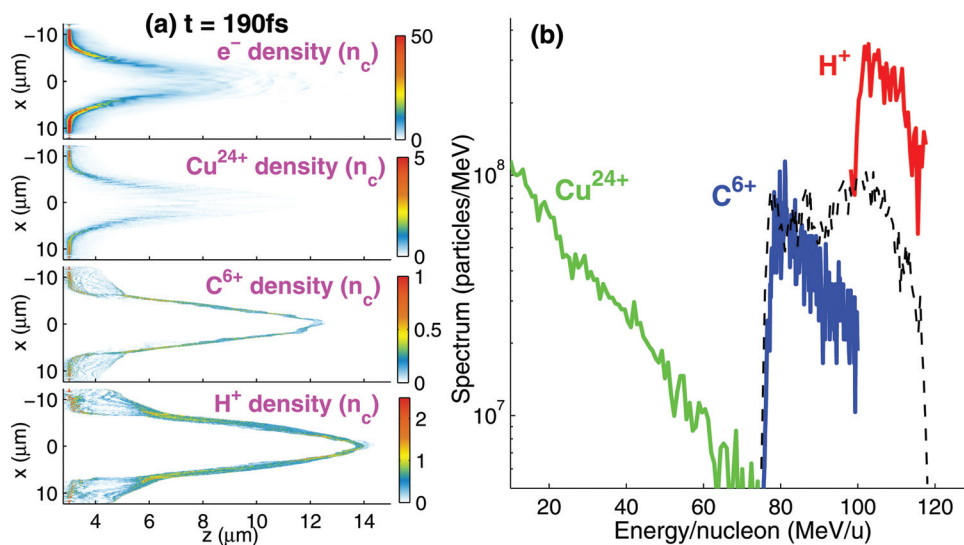 (a) t = 190fs
e⁻ density (n_c)
x (μm)
-10
0
10
50
0
Cu²⁴⁺ density (n_c)
x (μm)
-10
0
10
5
0
C⁶⁺ density (n_c)
x (μm)
-10
0
10
1
0.5
0
H⁺ density (n_c)
x (μm)
-10
0
10
2
1
0
4 6 8 10 12 14
z (μm)
(b)
Spectrum (particles/MeV)
10⁸
10⁷
Cu²⁴⁺
C⁶⁺
H⁺
20 40 60 80 100 120
Energy/nucleon (MeV/u)